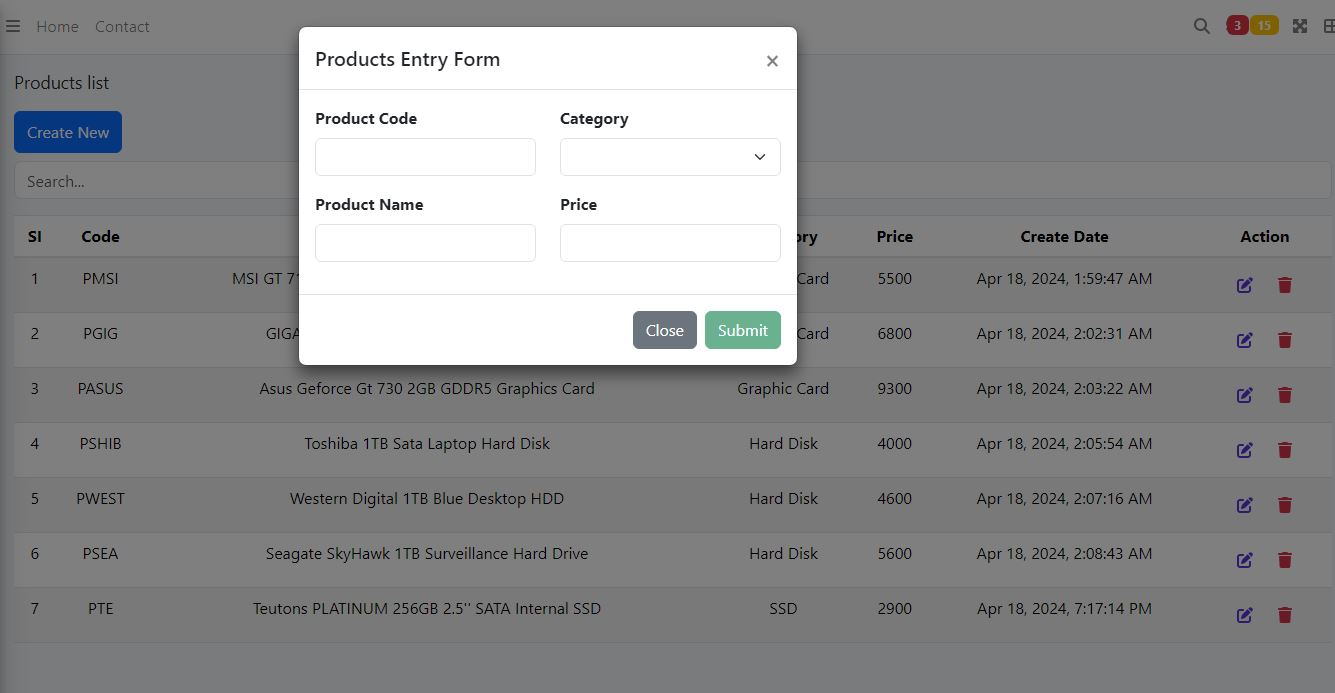 Home Contact 3 15
Products list
Create New
Search...
Products Entry Form ×
Product Code Category
Product Name Price
Close Submit
SI Code Price Create Date Action
1 PMSI MSI GT Card 5500 Apr 18, 2024, 1:59:47 AM
2 PGIG Card 6800 Apr 18, 2024, 2:02:31 AM
3 PASUS Asus Geforce Gt 730 2GB GDDR5 Graphics Card Graphic Card 9300 Apr 18, 2024, 2:03:22 AM
4 PSHIB Toshiba 1TB Sata Laptop Hard Disk Hard Disk 4000 Apr 18, 2024, 2:05:54 AM
5 PWEST Western Digital 1TB Blue Desktop HDD Hard Disk 4600 Apr 18, 2024, 2:07:16 AM
6 PSEA Seagate SkyHawk 1TB Surveillance Hard Drive Hard Disk 5600 Apr 18, 2024, 2:08:43 AM
7 PTE Teutons PLATINUM 256GB 2.5'' SATA Internal SSD SSD 2900 Apr 18, 2024, 7:17:14 PM